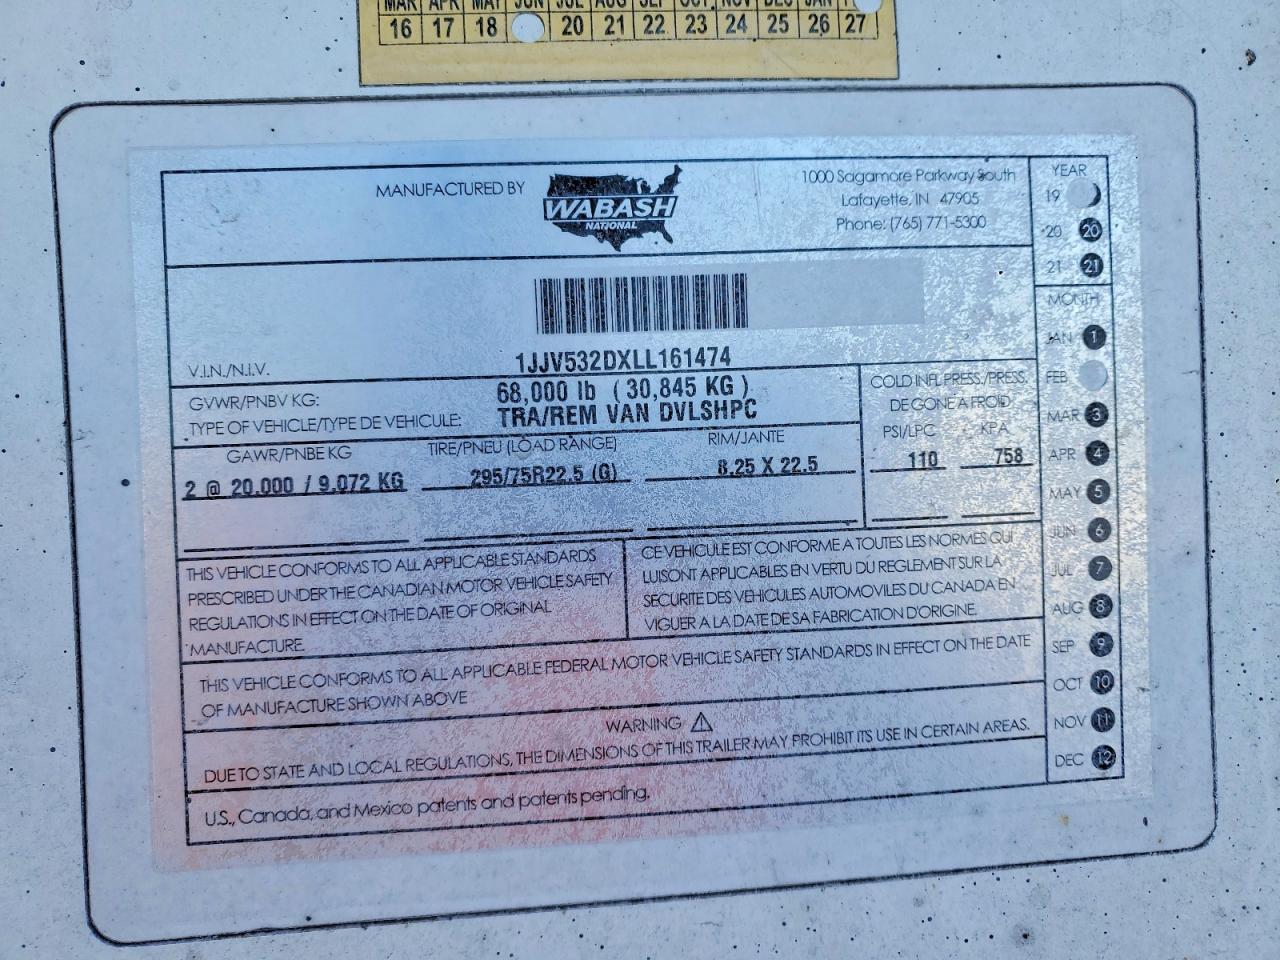 MAR APR MAY JUN JUL AUG SEP OCT NOV DEC JAN
16 17 18 20 21 22 23 24 25 26 27
MANUFACTURED BY
WABASH
NATIONAL
1000 Sagamore Parkway South
Lafayette, IN 47905
Phone: (765) 771-5300
YEAR
19
20 20
21 21
V.I.N./N.I.V.
1JJV532DXLL161474
GVWR/PNBV KG:
68,000 lb ( 30,845 KG )
TYPE OF VEHICLE/TYPE DE VEHICULE:
TRA/REM VAN DVLSHPC
GAWR/PNBE KG
TIRE/PNEU (LOAD RANGE)
RIM/JANTE
2 @ 20,000 / 9,072 KG
295/75R22.5 (G)
8.25 X 22.5
COLD INFL PRESS./PRESS.
DE GONE A FROID
PSI/LPC KPA
110 758
MONTH
JAN 1
FEB
MAR 3
APR 4
MAY 5
JUN 6
JUL 7
AUG 8
SEP 9
OCT 10
NOV 11
DEC 12
THIS VEHICLE CONFORMS TO ALL APPLICABLE STANDARDS
PRESCRIBED UNDER THE CANADIAN MOTOR VEHICLE SAFETY
REGULATIONS IN EFFECT ON THE DATE OF ORIGINAL
MANUFACTURE.
CE VEHICULE EST CONFORME A TOUTES LES NORMES QUI
LUISONT APPLICABLES EN VERTU DU REGLEMENT SUR LA
SECURITE DES VEHICULES AUTOMOVILES DU CANADA EN
VIGUER A LA DATE DE SA FABRICATION D'ORIGINE.
THIS VEHICLE CONFORMS TO ALL APPLICABLE FEDERAL MOTOR VEHICLE SAFETY STANDARDS IN EFFECT ON THE DATE
OF MANUFACTURE SHOWN ABOVE
WARNING
DUE TO STATE AND LOCAL REGULATIONS, THE DIMENSIONS OF THIS TRAILER MAY PROHIBIT ITS USE IN CERTAIN AREAS.
U.S., Canada, and Mexico patents and patents pending.